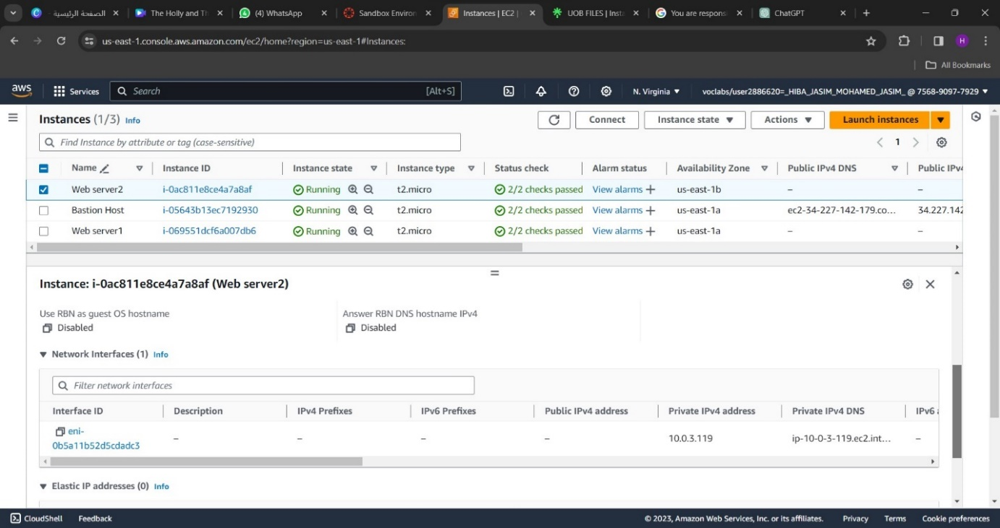 الصفحة الرئيسية
The Holly and Th
(4) WhatsApp
Sandbox Environ
Instances | EC2 |
UOB FILES | Insta
You are responsi
ChatGPT
us-east-1.console.aws.amazon.com/ec2/home?region=us-east-1#Instances:
H
All Bookmarks
aws Services Search [Alt+S] N. Virginia ▼ voclabs/user2886620=_HIBA_JASIM_MOHAMED_JASIM_ @ 7568-9097-7929 ▼
Instances (1/3) Info Connect Instance state ▼ Actions ▼ Launch instances ▼
Find Instance by attribute or tag (case-sensitive) 1
Name Instance ID Instance state Instance type Status check Alarm status Availability Zone Public IPv4 DNS Public IPv4
Web server2 i-0ac811e8ce4a7a8af Running t2.micro 2/2 checks passed View alarms + us-east-1b – –
Bastion Host i-05643b13ec7192930 Running t2.micro 2/2 checks passed View alarms + us-east-1a ec2-34-227-142-179.co... 34.227.142
Web server1 i-069551dcf6a007db6 Running t2.micro 2/2 checks passed View alarms + us-east-1a – –
Instance: i-0ac811e8ce4a7a8af (Web server2)
Use RBN as guest OS hostname Answer RBN DNS hostname IPv4
Disabled Disabled
▼ Network Interfaces (1) Info
Filter network interfaces
Interface ID Description IPv4 Prefixes IPv6 Prefixes Public IPv4 address Private IPv4 address Private IPv4 DNS IPv6
eni-
0b5a11b52d5cdadc3 – – – – 10.0.3.119 ip-10-0-3-119.ec2.int... –
▼ Elastic IP addresses (0) Info
CloudShell Feedback © 2023, Amazon Web Services, Inc. or its affiliates. Privacy Terms Cookie preferences